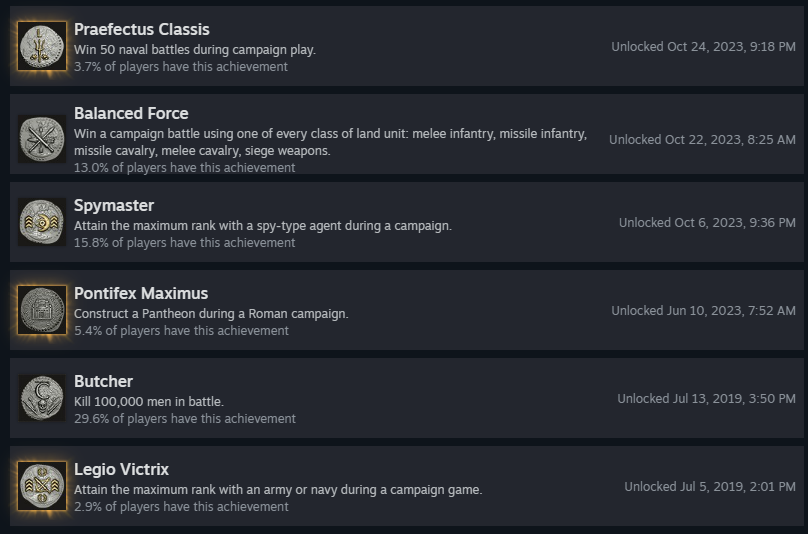 Praefectus Classis
Win 50 naval battles during campaign play.
3.7% of players have this achievement
Unlocked Oct 24, 2023, 9:18 PM
Balanced Force
Win a campaign battle using one of every class of land unit: melee infantry, missile infantry,
missile cavalry, melee cavalry, siege weapons.
13.0% of players have this achievement
Unlocked Oct 22, 2023, 8:25 AM
Spymaster
Attain the maximum rank with a spy-type agent during a campaign.
15.8% of players have this achievement
Unlocked Oct 6, 2023, 9:36 PM
Pontifex Maximus
Construct a Pantheon during a Roman campaign.
5.4% of players have this achievement
Unlocked Jun 10, 2023, 7:52 AM
Butcher
Kill 100,000 men in battle.
29.6% of players have this achievement
Unlocked Jul 13, 2019, 3:50 PM
Legio Victrix
Attain the maximum rank with an army or navy during a campaign game.
2.9% of players have this achievement
Unlocked Jul 5, 2019, 2:01 PM